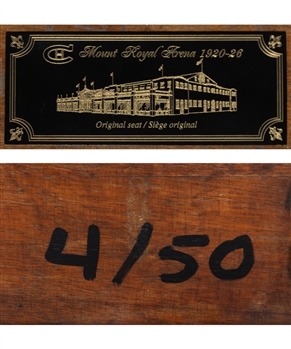 Mount Royal Arena 1920-26
Original seat / Siège original
4/50